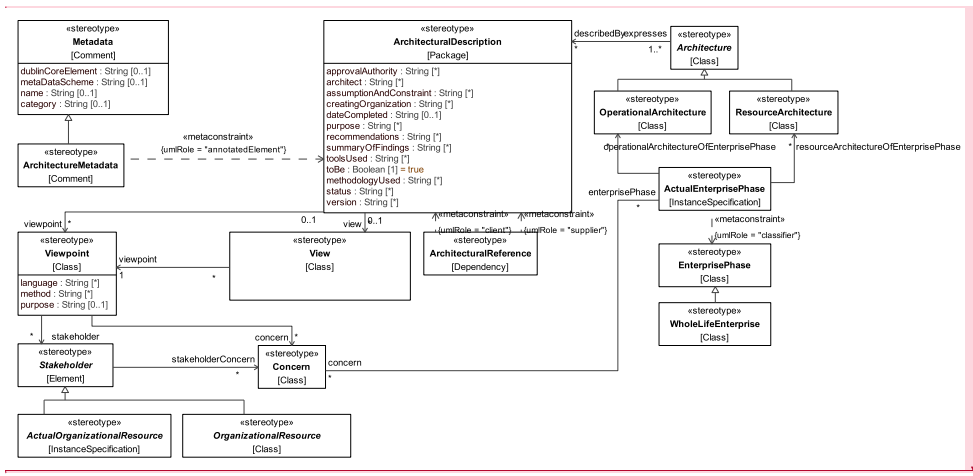 «stereotype»
Metadata
[Comment]
dublinCoreElement : String [0..1]
metaDataScheme : String [0..1]
name : String [0..1]
category : String [0..1]
«stereotype»
ArchitecturalDescription
[Package]
approvalAuthority : String [*]
architect : String [*]
assumptionAndConstraint : String [*]
creatingOrganization : String [*]
dateCompleted : String [0..1]
purpose : String [*]
recommendations : String [*]
summaryOfFindings : String [*]
toolsUsed : String [*]
toBe : Boolean [1] = true
methodologyUsed : String [*]
status : String [*]
version : String [*]
describedBy
expresses
*
1..*
«stereotype»
Architecture
[Class]
«stereotype»
OperationalArchitecture
[Class]
«stereotype»
ResourceArchitecture
[Class]
«stereotype»
ArchitectureMetadata
[Comment]
«metaconstraint»
{umlRole = "annotatedElement"}
*
operationalArchitectureOfEnterprisePhase
*
resourceArchitectureOfEnterprisePhase
«stereotype»
ActualEnterprisePhase
[InstanceSpecification]
enterprisePhase
*
«metaconstraint»
{umlRole = "classifier"}
«stereotype»
EnterprisePhase
[Class]
«stereotype»
WholeLifeEnterprise
[Class]
0..1
0..1
viewpoint
*
view
*
«metaconstraint»
{umlRole = "client"}
«metaconstraint»
{umlRole = "supplier"}
«stereotype»
Viewpoint
[Class]
language : String [*]
method : String [*]
purpose : String [0..1]
viewpoint
1
*
«stereotype»
View
[Class]
«stereotype»
ArchitecturalReference
[Dependency]
*
stakeholder
concern
*
«stereotype»
Stakeholder
[Element]
stakeholderConcern
*
«stereotype»
Concern
[Class]
concern
*
«stereotype»
ActualOrganizationalResource
[InstanceSpecification]
«stereotype»
OrganizationalResource
[Class]